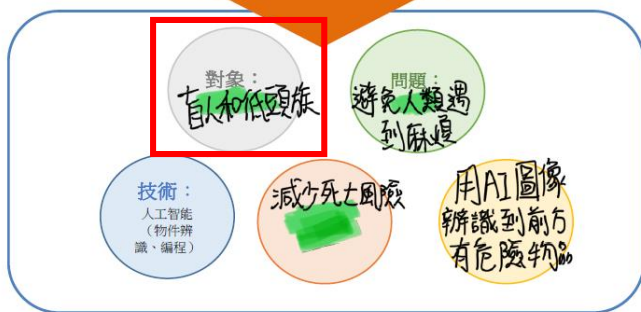 對象：
盲人和低頭族
問題：
避免人類遇
到麻煩
技術：
人工智能
（物件辨
識、編程）
減少死亡風險
用AI圖像
辨識到前方
有危險物品